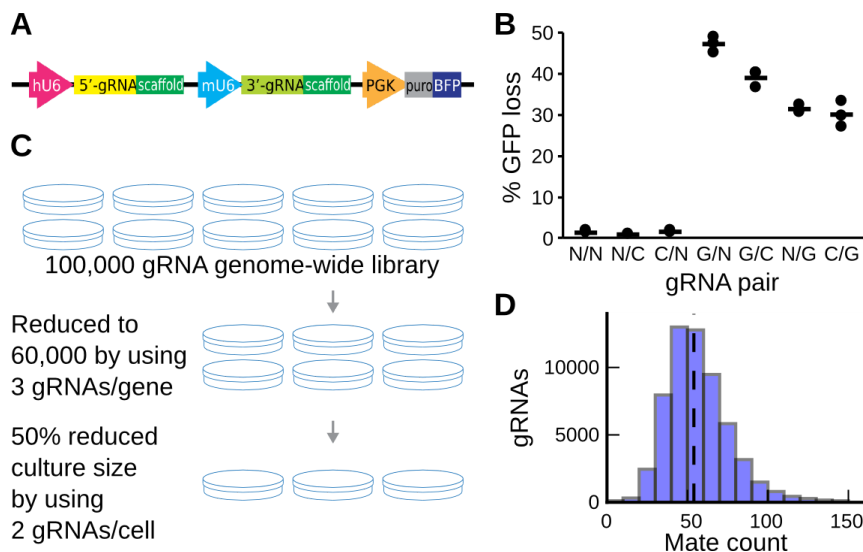 A
hU6 5’-gRNA scaffold mU6 3’-gRNA scaffold PGK puro BFP
B
% GFP loss
50
40
30
20
10
0
N/N N/C C/N G/N G/C N/G C/G
gRNA pair
C
100,000 gRNA genome-wide library
Reduced to
60,000 by using
3 gRNAs/gene
50% reduced
culture size
by using
2 gRNAs/cell
D
gRNAs
10000
5000
0
0 50 100 150
Mate count